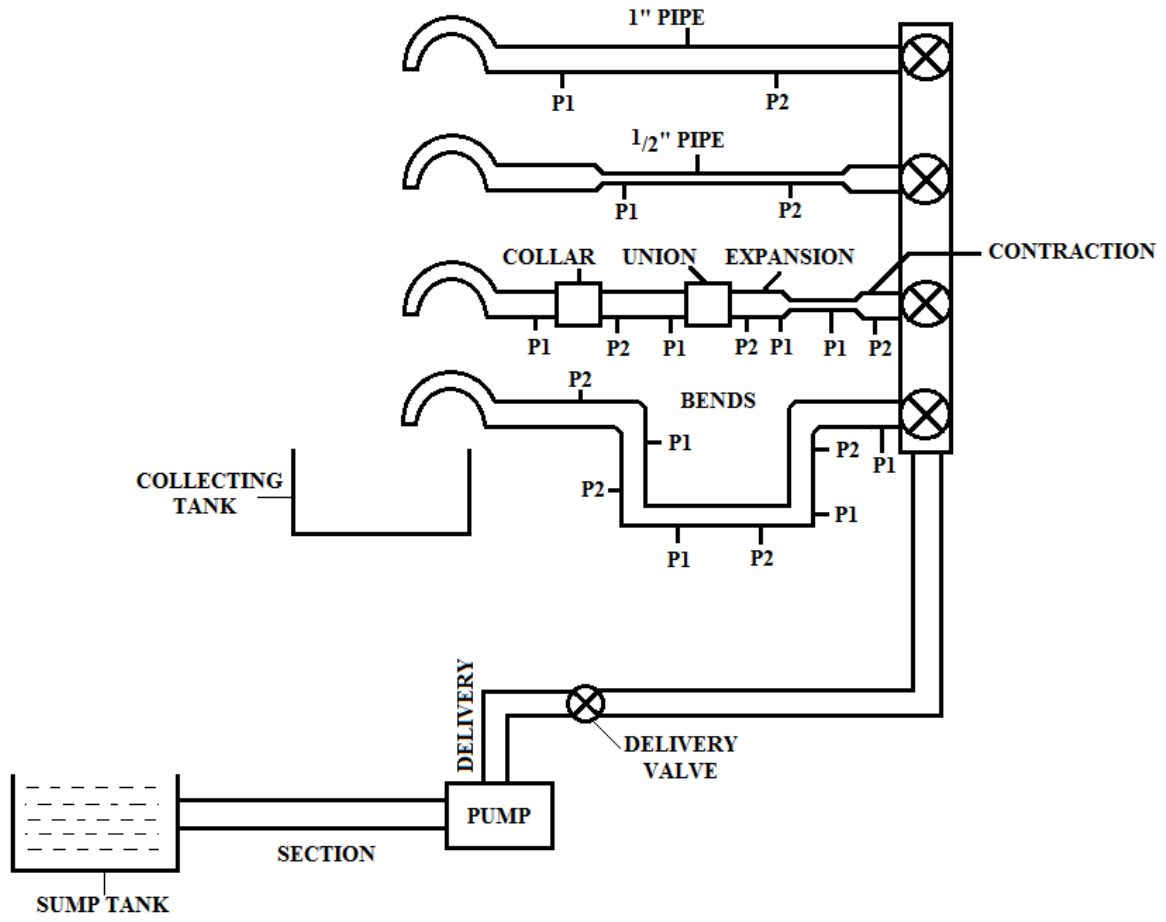 1" PIPE
P1 P2
1/2" PIPE
P1 P2
COLLAR UNION EXPANSION CONTRACTION
P1 P2 P1 P2 P1 P1 P2
P2 BENDS
P1 P2 P1
P2 P1
P1 P2
COLLECTING
TANK
DELIVERY
DELIVERY
VALVE
PUMP
SECTION
SUMP TANK